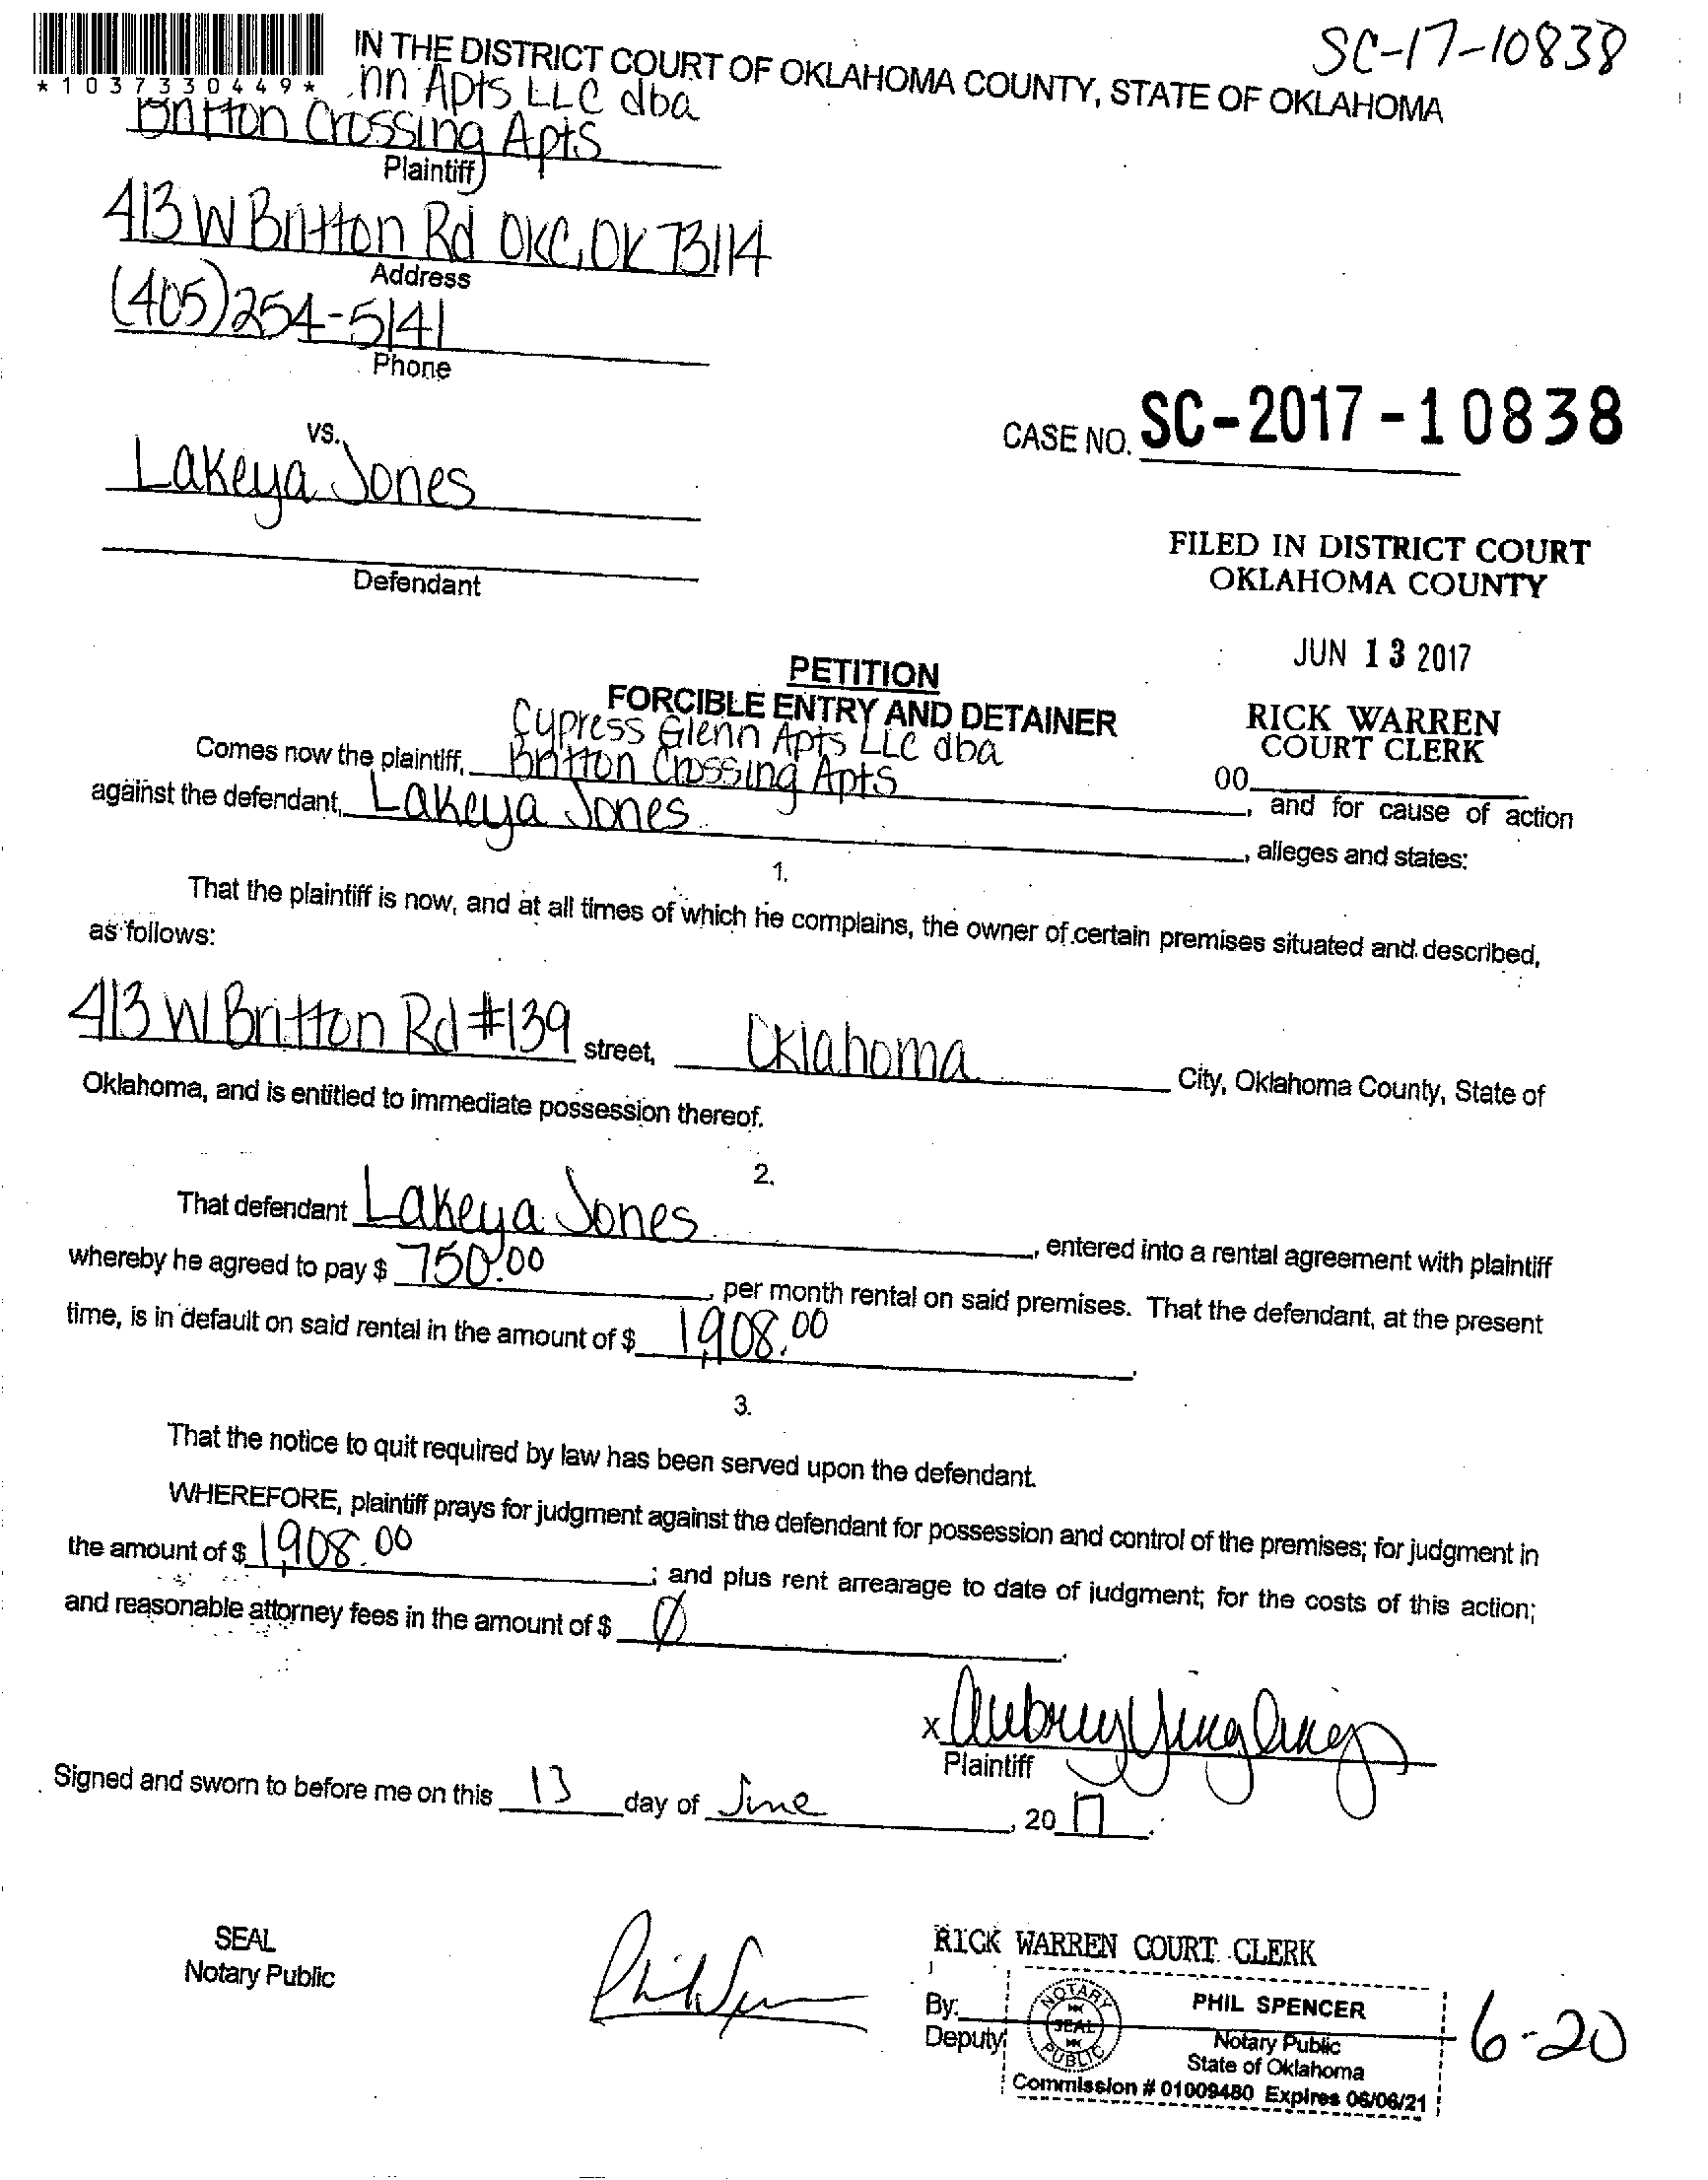 SC-17-10838
IN THE DISTRICT COURT OF OKLAHOMA COUNTY, STATE OF OKLAHOMA
*1037330449*
nn Apts LLC dba
Britton Crossing Apts
Plaintiff
413 W Britton Rd OKC, OK 73114
Address
(405)254-5141
Phone
vs.
CASE NO. SC-2017-10838
Lakeya Jones
Defendant
FILED IN DISTRICT COURT
OKLAHOMA COUNTY
JUN 13 2017
RICK WARREN
COURT CLERK
00
PETITION
FORCIBLE ENTRY AND DETAINER
Cypress Glenn Apts LLC dba
Comes now the plaintiff, Britton Crossing Apts, and for cause of action
against the defendant, Lakeya Jones, alleges and states:
1.
That the plaintiff is now, and at all times of which he complains, the owner of certain premises situated and described,
as follows:
413 W Britton Rd #139 street, Oklahoma City, Oklahoma County, State of
Oklahoma, and is entitled to immediate possession thereof.
2.
That defendant Lakeya Jones, entered into a rental agreement with plaintiff
whereby he agreed to pay $ 750.00, per month rental on said premises. That the defendant, at the present
time, is in default on said rental in the amount of $ 1,908.00.
3.
That the notice to quit required by law has been served upon the defendant.
WHEREFORE, plaintiff prays for judgment against the defendant for possession and control of the premises; for judgment in
the amount of $ 1,908.00; and plus rent arrearage to date of judgment; for the costs of this action;
and reasonable attorney fees in the amount of $ Ø.
x
Plaintiff
Signed and sworn to before me on this 13 day of June, 2017.
SEAL
Notary Public
RICK WARREN COURT CLERK
By:
Deputy
NOTARY SEAL PUBLIC
PHIL SPENCER
Notary Public
State of Oklahoma
Commission # 01009480 Expires 06/06/21
6-20